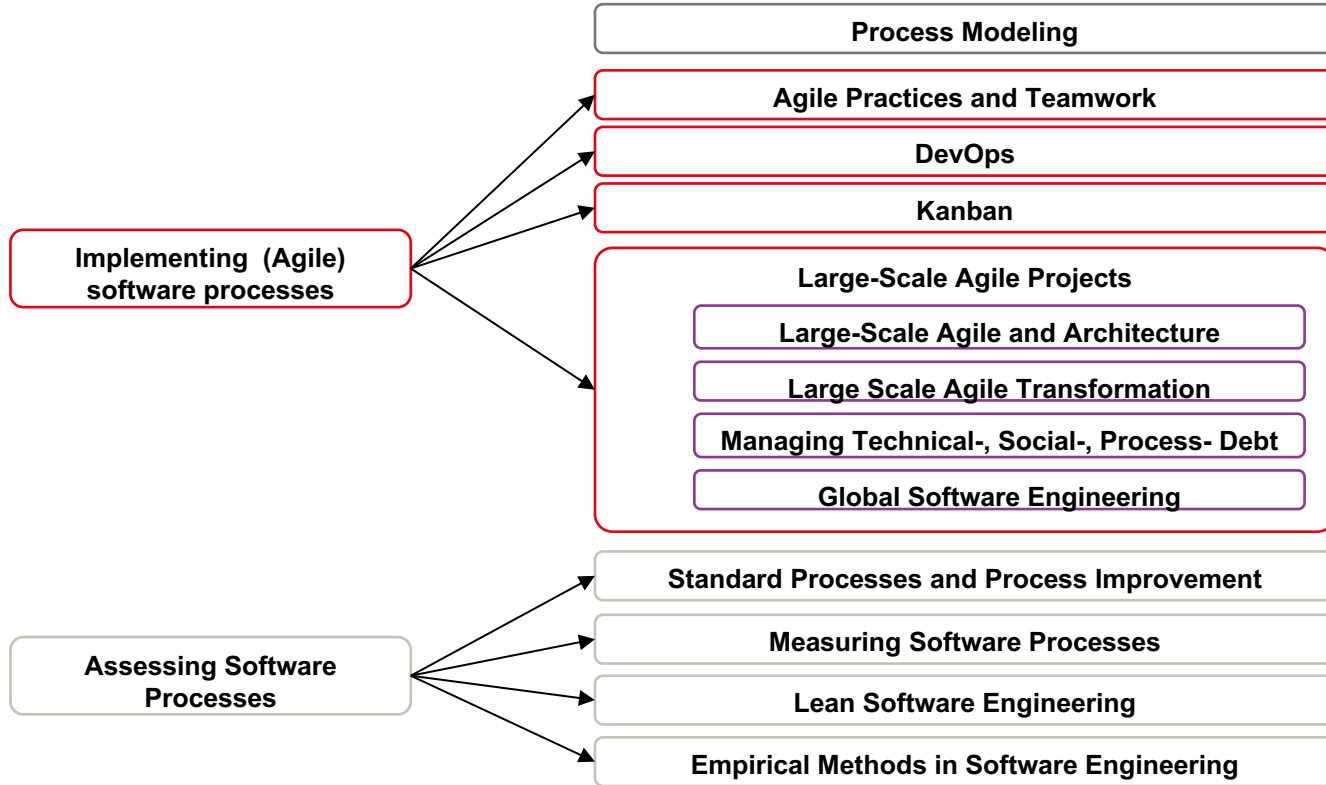 Process Modeling
Agile Practices and Teamwork
DevOps
Kanban
Implementing (Agile)
software processes
Large-Scale Agile Projects
Large-Scale Agile and Architecture
Large Scale Agile Transformation
Managing Technical-, Social-, Process- Debt
Global Software Engineering
Standard Processes and Process Improvement
Measuring Software Processes
Assessing Software
Processes
Lean Software Engineering
Empirical Methods in Software Engineering